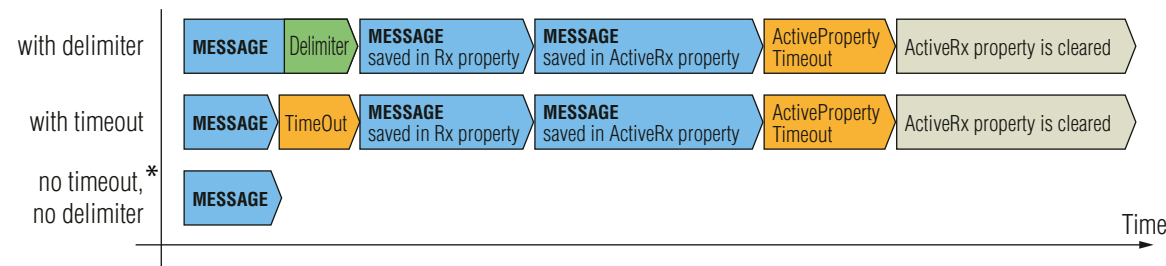 with delimiter
MESSAGE
Delimiter
MESSAGE
saved in Rx property
MESSAGE
saved in ActiveRx property
ActiveProperty
Timeout
ActiveRx property is cleared
with timeout
MESSAGE
TimeOut
MESSAGE
saved in Rx property
MESSAGE
saved in ActiveRx property
ActiveProperty
Timeout
ActiveRx property is cleared
no timeout,*
no delimiter
MESSAGE
Time